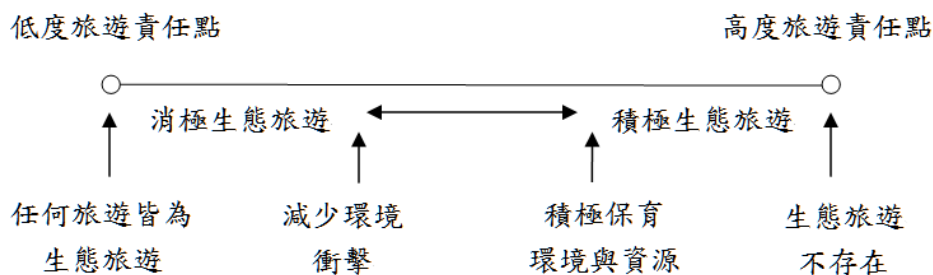 低度旅遊責任點 高度旅遊責任點
消極生態旅遊 積極生態旅遊
任何旅遊皆為 減少環境 積極保育 生態旅遊
生態旅遊 衝擊 環境與資源 不存在